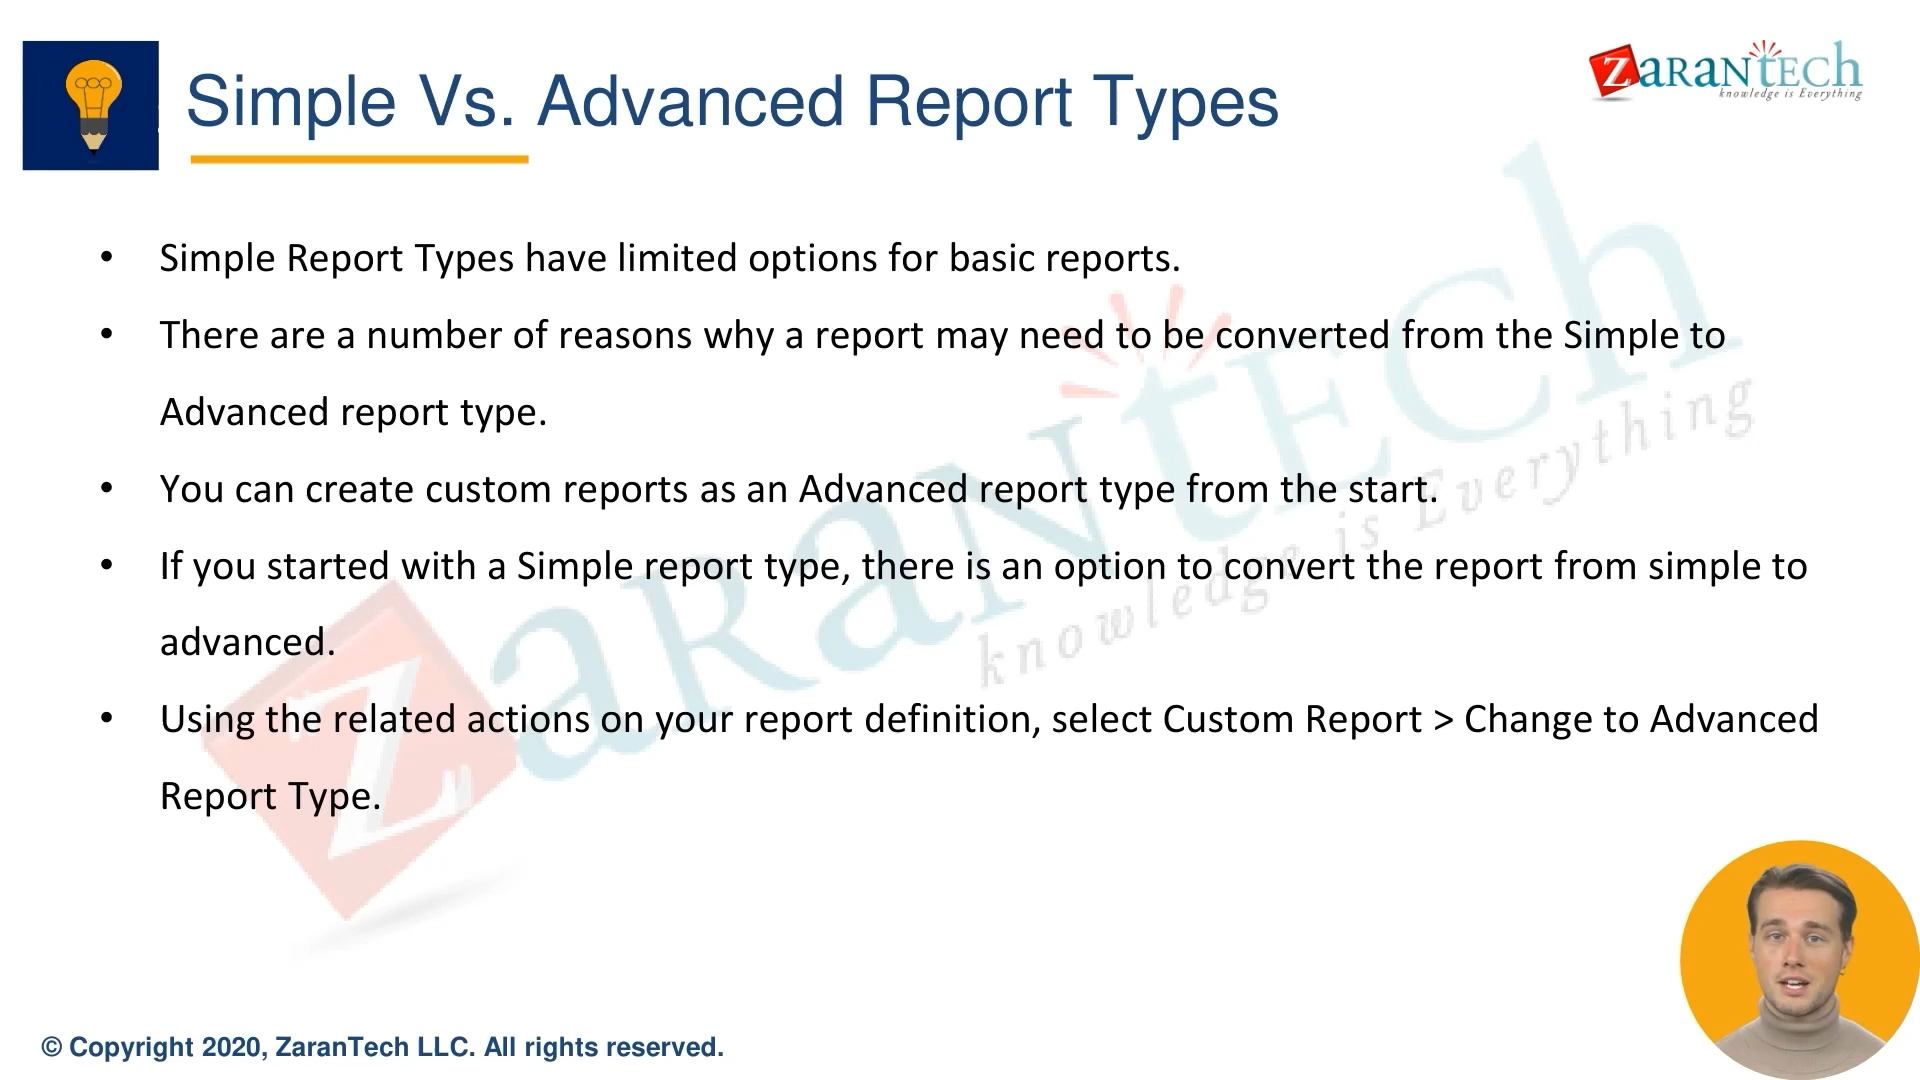 Simple Vs. Advanced Report Types
ZaranTech
knowledge is Everything
• Simple Report Types have limited options for basic reports.
• There are a number of reasons why a report may need to be converted from the Simple to
Advanced report type.
• You can create custom reports as an Advanced report type from the start.
• If you started with a Simple report type, there is an option to convert the report from simple to
advanced.
• Using the related actions on your report definition, select Custom Report > Change to Advanced
Report Type.
ZaranTech
knowledge is Everything
© Copyright 2020, ZaranTech LLC. All rights reserved.